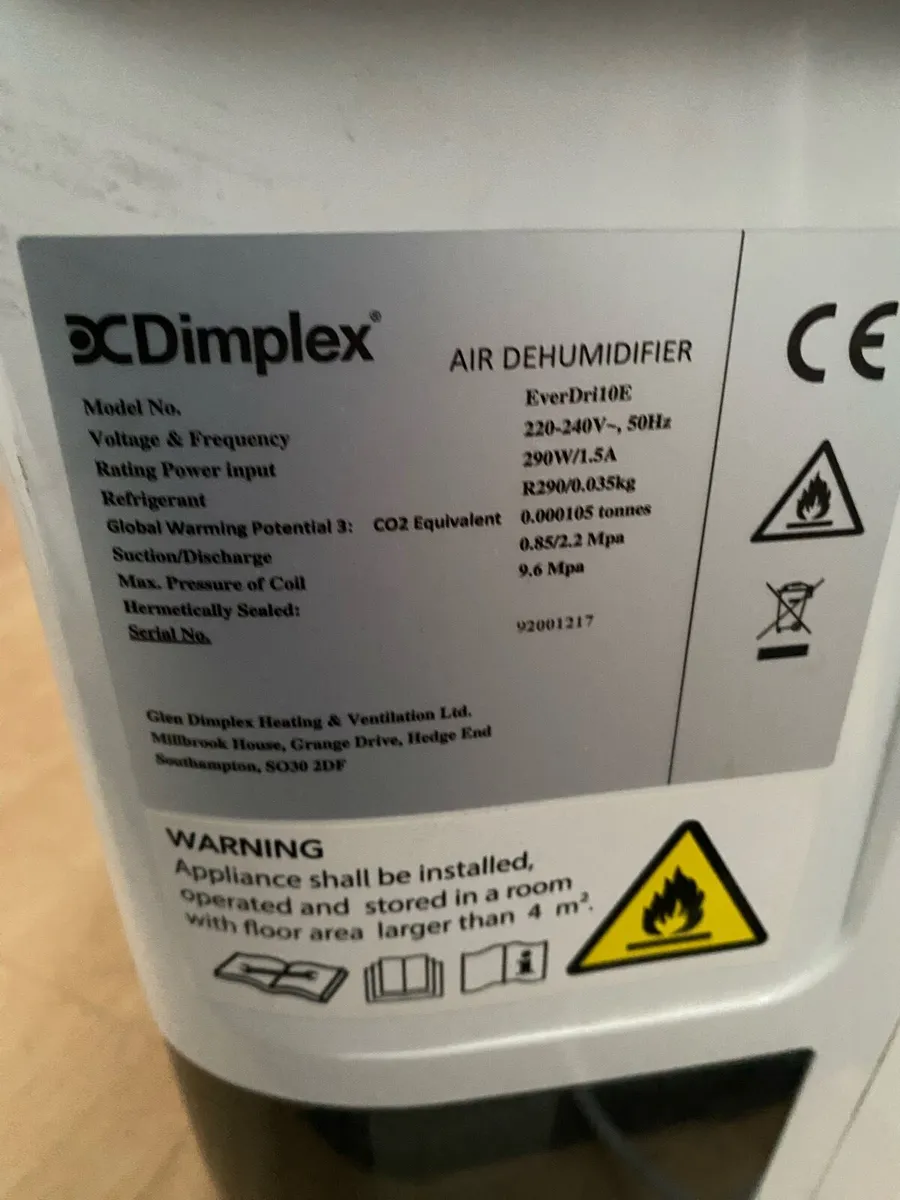 Dimplex®
AIR DEHUMIDIFIER
Model No. EverDri10E
Voltage & Frequency 220-240V~, 50Hz
Rating Power input 290W/1.5A
Refrigerant R290/0.035kg
Global Warming Potential 3: CO2 Equivalent 0.000105 tonnes
Suction/Discharge 0.85/2.2 Mpa
Max. Pressure of Coil 9.6 Mpa
Hermetically Sealed:
Serial No. 92001217
Glen Dimplex Heating & Ventilation Ltd.
Millbrook House, Grange Drive, Hedge End
Southampton, SO30 2DF
CE
WARNING
Appliance shall be installed,
operated and stored in a room
with floor area larger than 4 m².